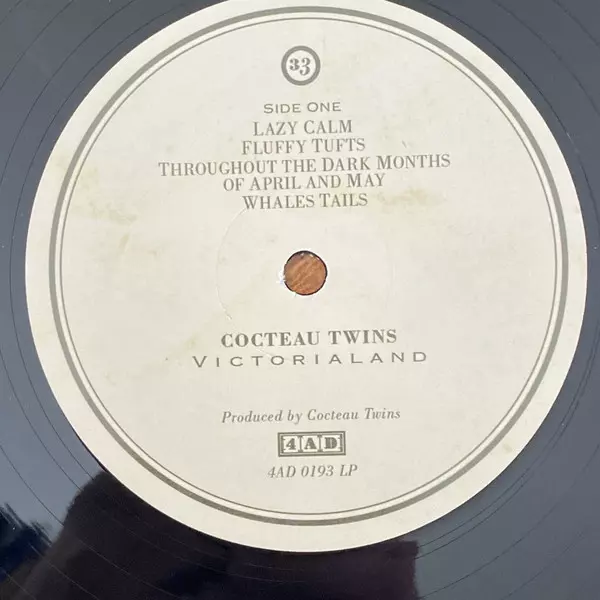 33
SIDE ONE
LAZY CALM
FLUFFY TUFTS
THROUGHOUT THE DARK MONTHS
OF APRIL AND MAY
WHALES TAILS
COCTEAU TWINS
VICTORIALAND
Produced by Cocteau Twins
4AD
4AD 0193 LP